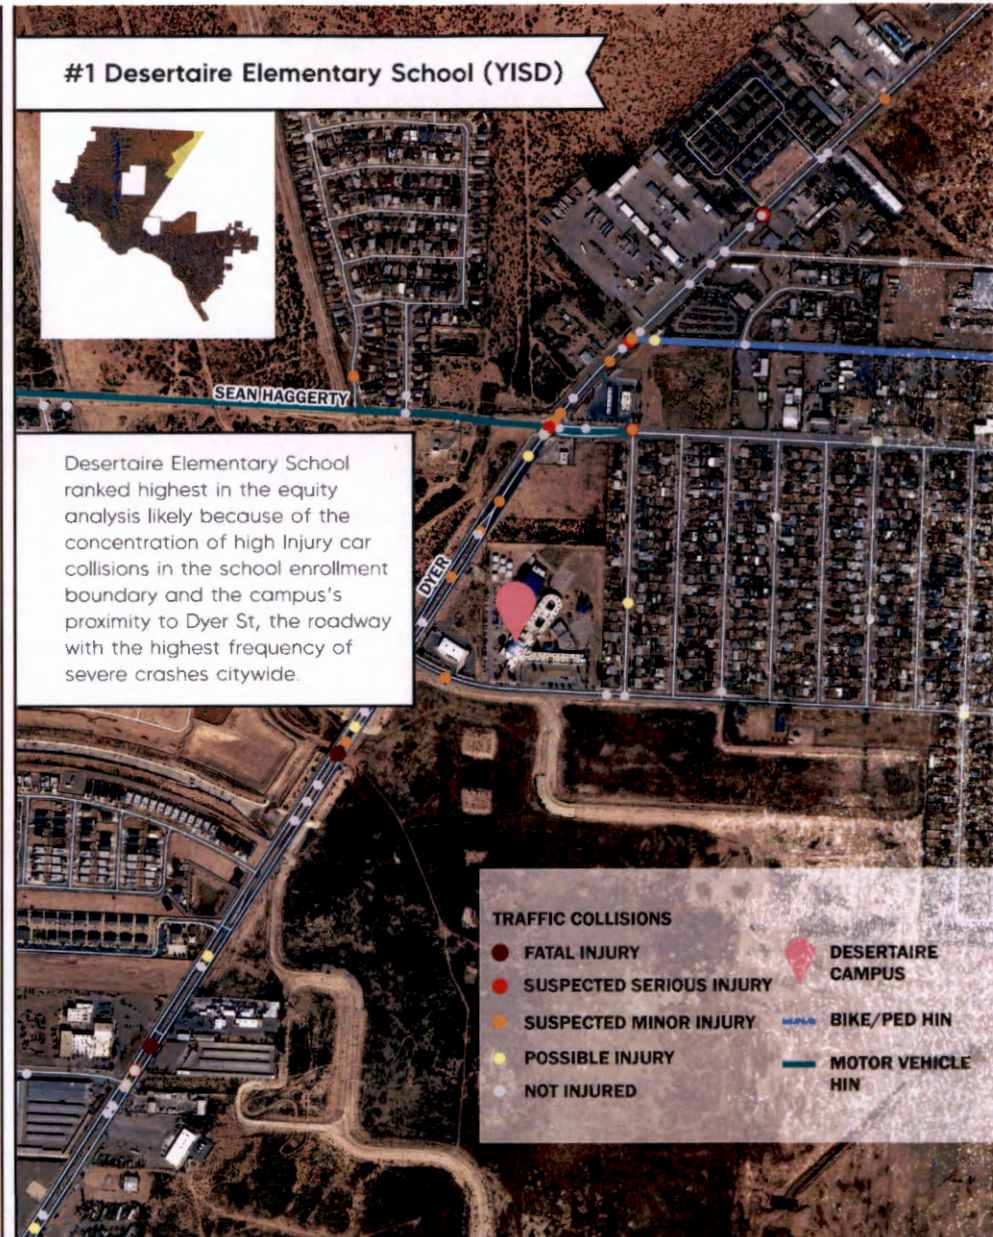 #1 Desertaire Elementary School (YISD)
SEAN HAGGERTY
Desertaire Elementary School
ranked highest in the equity
analysis likely because of the
concentration of high Injury car
collisions in the school enrollment
boundary and the campus's
proximity to Dyer St, the roadway
with the highest frequency of
severe crashes citywide.
DYER
TRAFFIC COLLISIONS
FATAL INJURY
SUSPECTED SERIOUS INJURY
SUSPECTED MINOR INJURY
POSSIBLE INJURY
NOT INJURED
DESERTAIRE
CAMPUS
BIKE/PED HIN
MOTOR VEHICLE
HIN